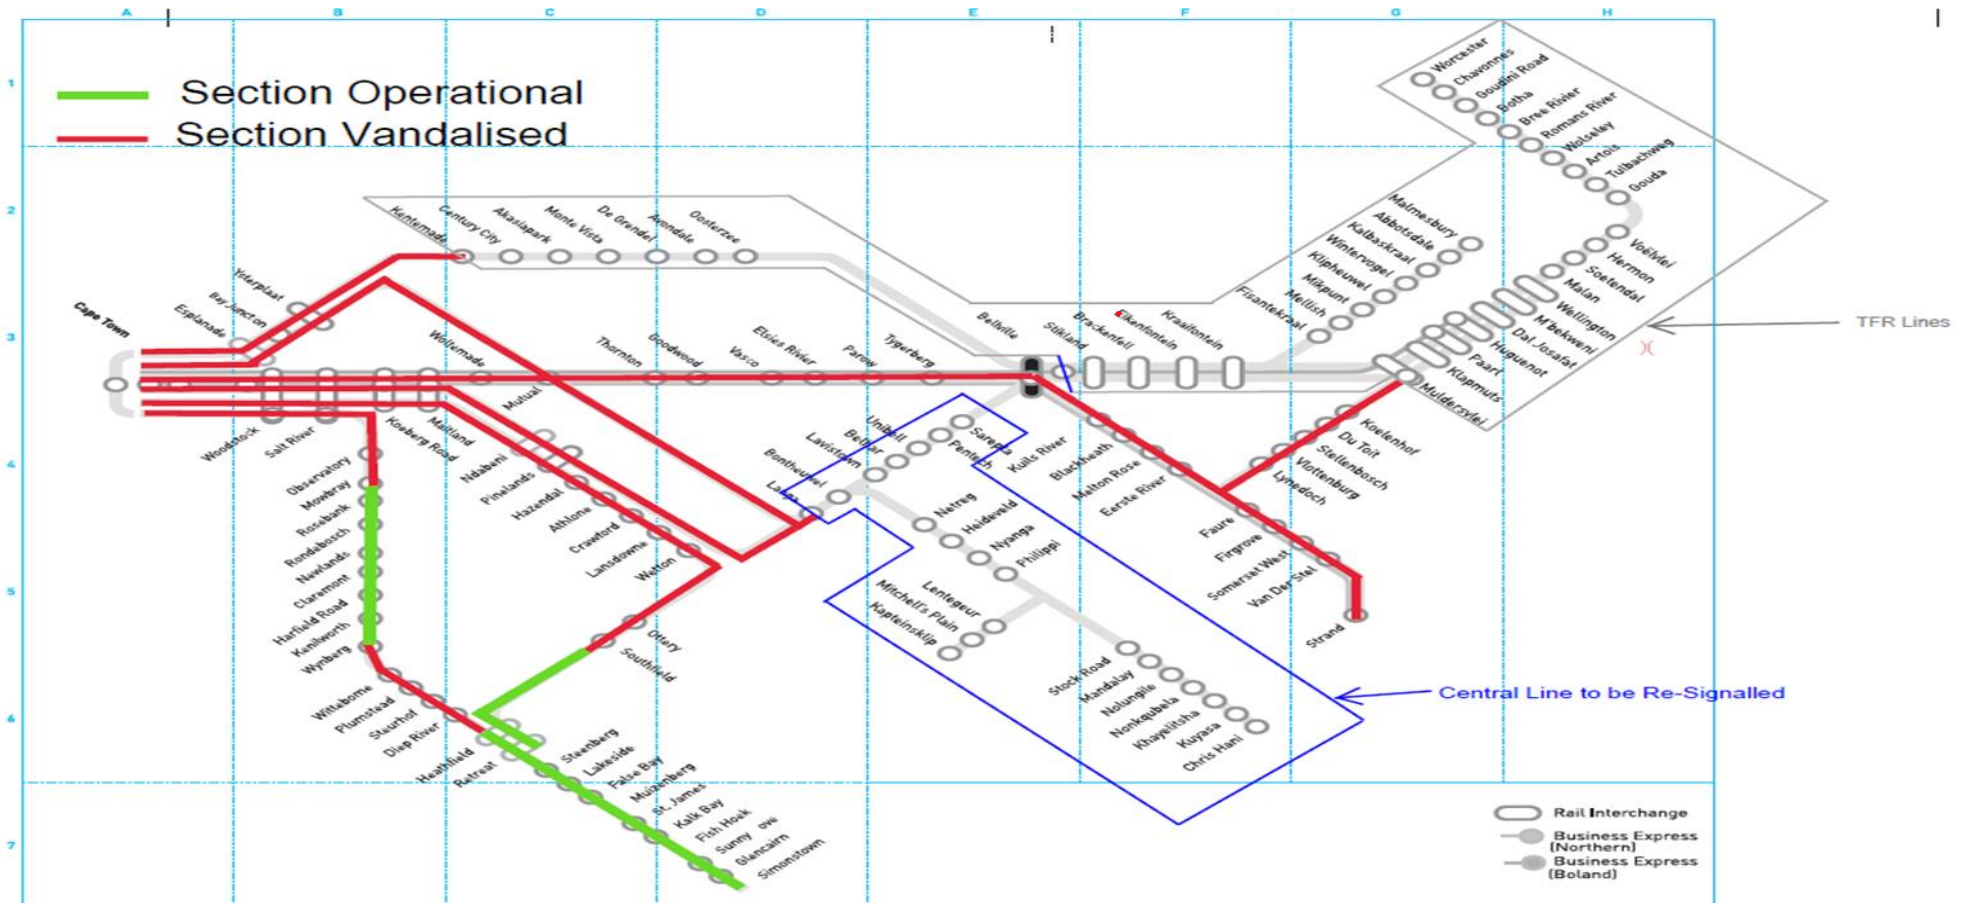 A B C D E F G H
1
2
3
4
5
6
7
Section Operational
Section Vandalised
Cape Town
Esplanade
Bay Junction
Ysterplaat
Kentemade
Century City
Akasiapark
Monte Vista
De Grendel
Avondale
Oosterzee
Woltemade
Mutual
Thornton
Goodwood
Vasco
Elsies Rivier
Parow
Tygerberg
Bellville
Stikland
Brackenfell
Eikenfontein
Kraaifontein
Fisantekraal
Mellish
Mikpunt
Klipheuwel
Wintervogel
Kalbaskraal
Abbotsdale
Malmesbury
Worcester
Chavonnes
Goudini Road
Botha
Bree Rivier
Romans River
Wolseley
Artois
Tulbachweg
Gouda
Voëlvlei
Hermon
Soetendal
Malan
Wellington
M'bekweni
Dal Josafat
Huguenot
Paarl
Klapmuts
Muldersvlei
TFR Lines
Koelenhof
Du Toit
Stellenbosch
Vlottenburg
Lynedoch
Woodstock
Salt River
Koeberg Road
Maitland
Ndabeni
Pinelands
Hazendal
Athlone
Crawford
Lansdowne
Wetton
Ottery
Southfield
Observatory
Mowbray
Rosebank
Rondebosch
Newlands
Claremont
Harfield Road
Kenilworth
Wynberg
Wittebome
Plumstead
Steurhof
Diep River
Heathfield
Retreat
Steenberg
Lakeside
False Bay
Muizenberg
St. James
Kalk Bay
Fish Hoek
Sunny ove
Glencairn
Simonstown
Langa
Bontheuwel
Lavistown
Belhar
Unibell
Pentech
Sarepta
Kuils River
Blackheath
Melton Rose
Eerste River
Faure
Firgrove
Somerset West
Van Der Stel
Strand
Netreg
Heideveld
Nyanga
Philippi
Lentegeur
Mitchell's Plain
Kapteinsklip
Stock Road
Mandalay
Nolungile
Nonkqubela
Khayelitsha
Kuyasa
Chris Hani
Central Line to be Re-Signalled
Rail Interchange
Business Express
(Northern)
Business Express
(Boland)